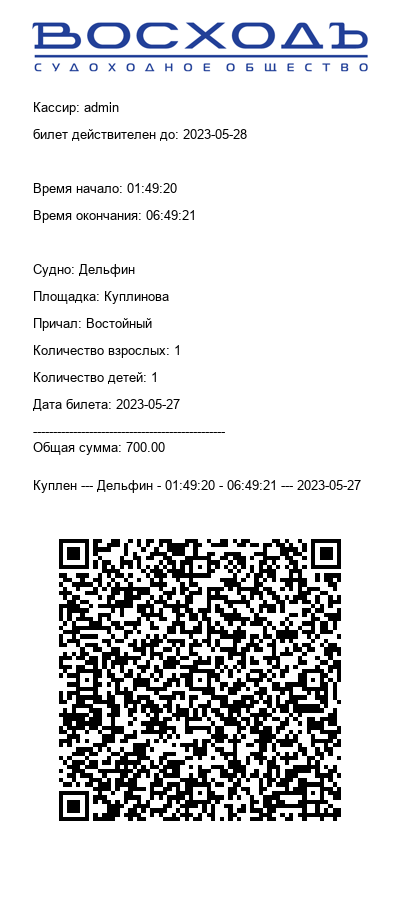 ВОСХОДЪ
СУДОХОДНОЕ ОБЩЕСТВО
Кассир: admin
билет действителен до: 2023-05-28
Время начало: 01:49:20
Время окончания: 06:49:21
Судно: Дельфин
Площадка: Куплинова
Причал: Востойный
Количество взрослых: 1
Количество детей: 1
Дата билета: 2023-05-27
------------------------------------------------
Общая сумма: 700.00
Куплен --- Дельфин - 01:49:20 - 06:49:21 --- 2023-05-27